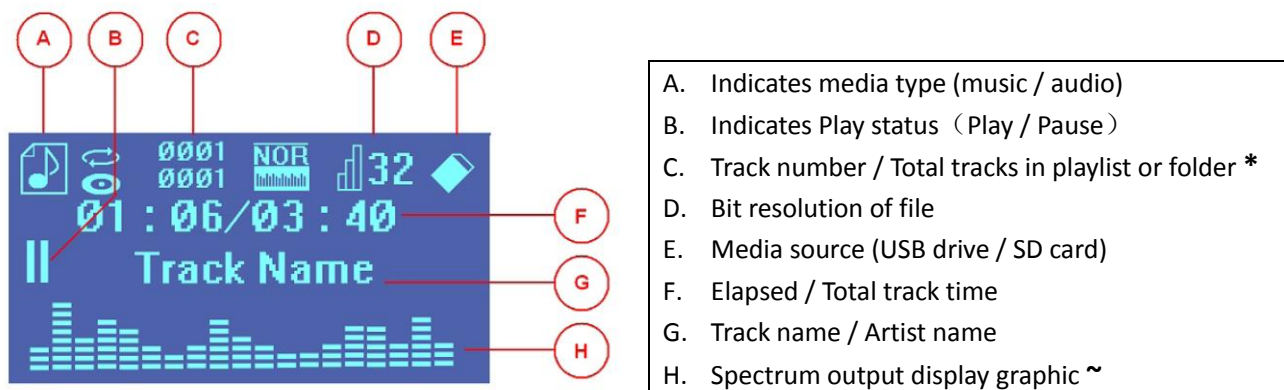 A B C D E
0001 NOR 32
0001
01 : 06/03 : 40
F
Track Name
G
H
A. Indicates media type (music / audio)
B. Indicates Play status（Play / Pause）
C. Track number / Total tracks in playlist or folder *
D. Bit resolution of file
E. Media source (USB drive / SD card)
F. Elapsed / Total track time
G. Track name / Artist name
H. Spectrum output display graphic ~